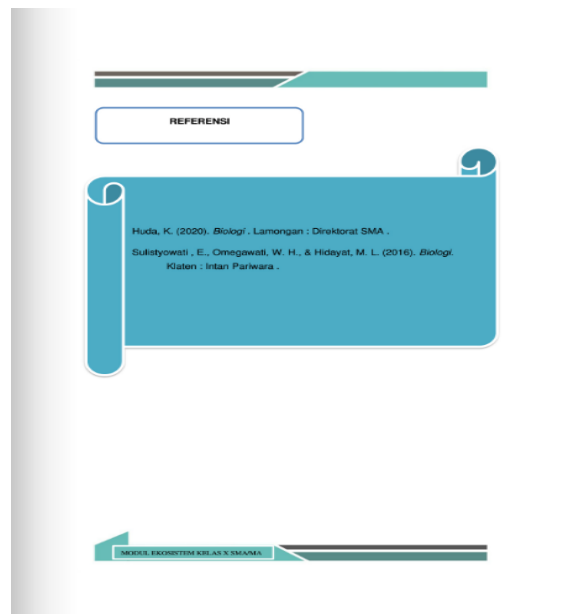 REFERENSI
Huda, K. (2020). Biologi . Lamongan : Direktorat SMA .
Sulistyowati , E., Omegawati, W. H., & Hidayat, M. L. (2016). Biologi.
Klaten : Intan Pariwara .
MODUL EKOSISTEM KELAS X SMA/MA